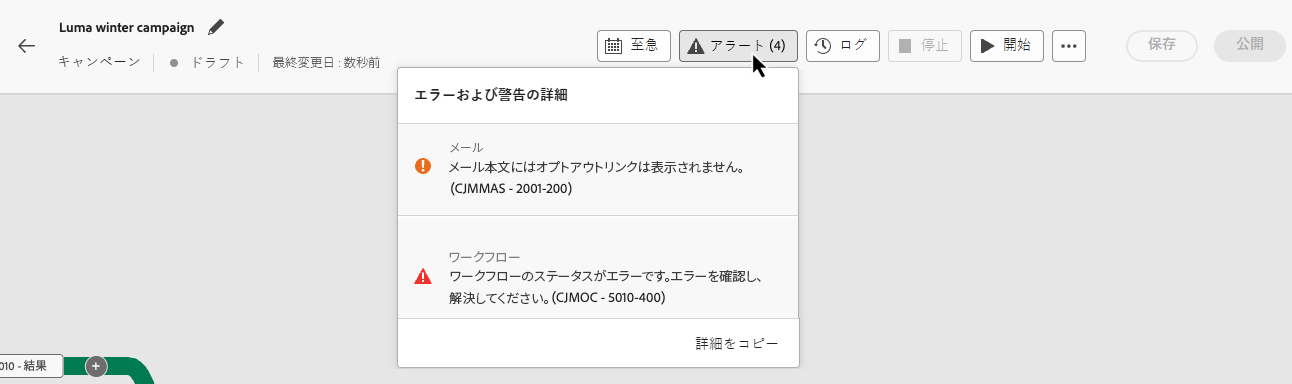 Luma winter campaign
キャンペーン
ドラフト
最終変更日 : 数秒前
至急
アラート (4)
ログ
停止
開始
保存
公開
エラーおよび警告の詳細
メール
メール本文にはオプトアウトリンクは表示されません。
(CJMMAS - 2001-200)
ワークフロー
ワークフローのステータスがエラーです。エラーを確認し、
解決してください。(CJMOC - 5010-400)
詳細をコピー
010 - 結果